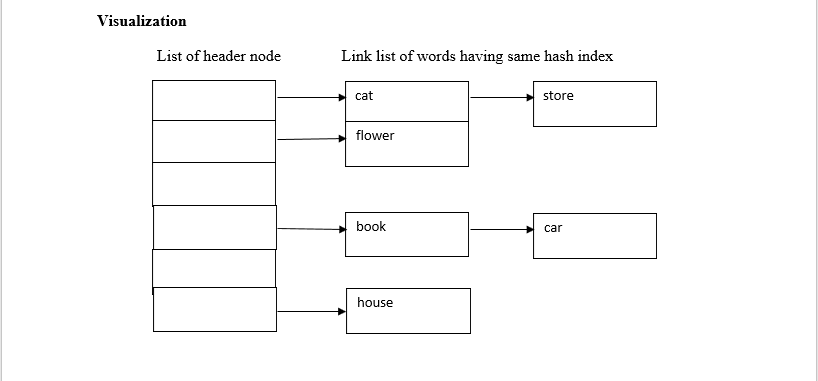 Visualization
List of header node Link list of words having same hash index
cat store
flower
book car
house